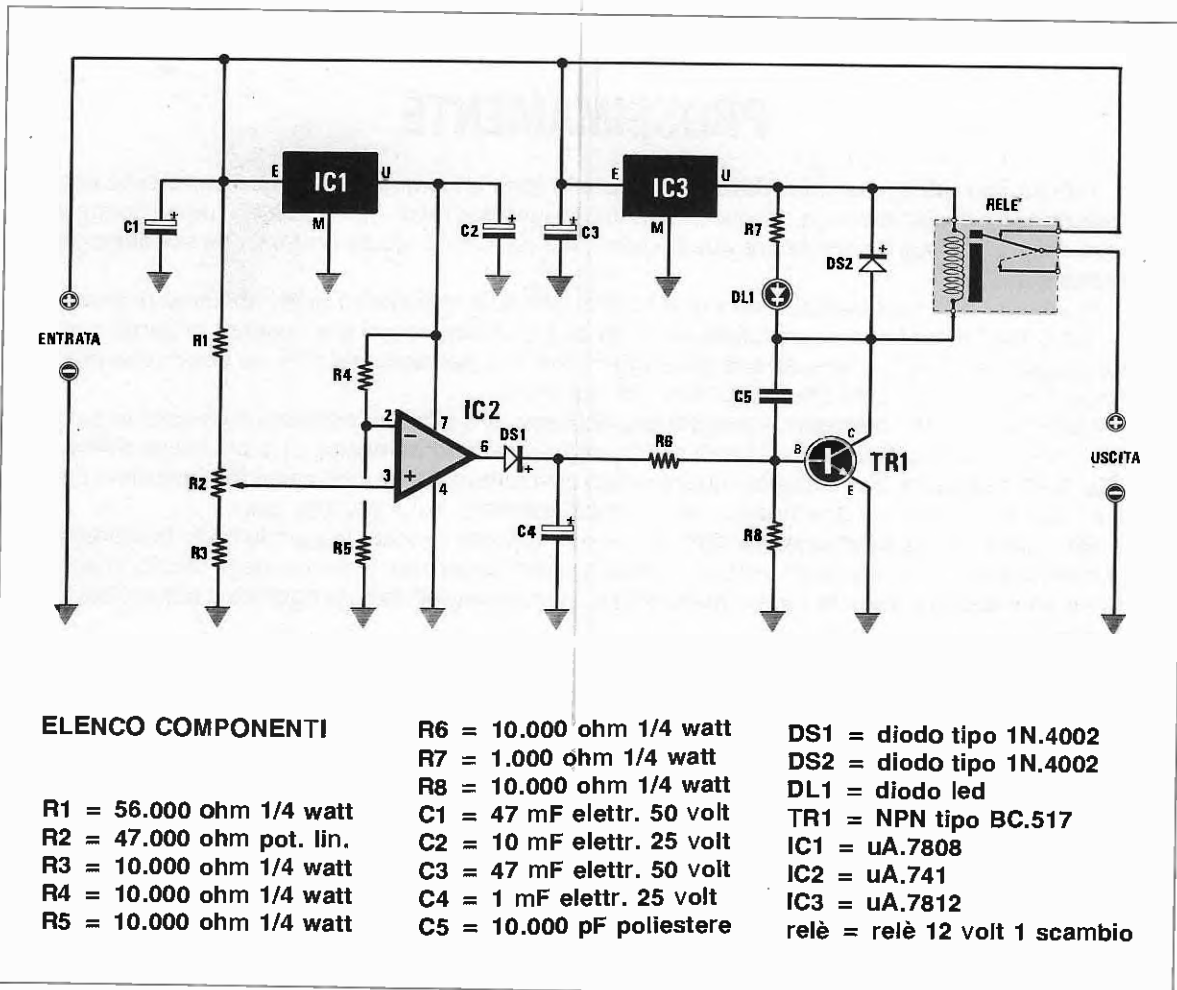 E IC1 U
M
C1
C2
C3
E IC3 U
M
R7
DS2
DL1
RELE'
ENTRATA
R1
R4
IC2
2
7
6
3
4
DS1
R2
R3
R5
C4
R6
C5
B
C
E
TR1
R8
USCITA
ELENCO COMPONENTI
R1 = 56.000 ohm 1/4 watt
R2 = 47.000 ohm pot. lin.
R3 = 10.000 ohm 1/4 watt
R4 = 10.000 ohm 1/4 watt
R5 = 10.000 ohm 1/4 watt
R6 = 10.000 ohm 1/4 watt
R7 = 1.000 ohm 1/4 watt
R8 = 10.000 ohm 1/4 watt
C1 = 47 mF elettr. 50 volt
C2 = 10 mF elettr. 25 volt
C3 = 47 mF elettr. 50 volt
C4 = 1 mF elettr. 25 volt
C5 = 10.000 pF poliestere
DS1 = diodo tipo 1N.4002
DS2 = diodo tipo 1N.4002
DL1 = diodo led
TR1 = NPN tipo BC.517
IC1 = uA.7808
IC2 = uA.741
IC3 = uA.7812
relè = relè 12 volt 1 scambio